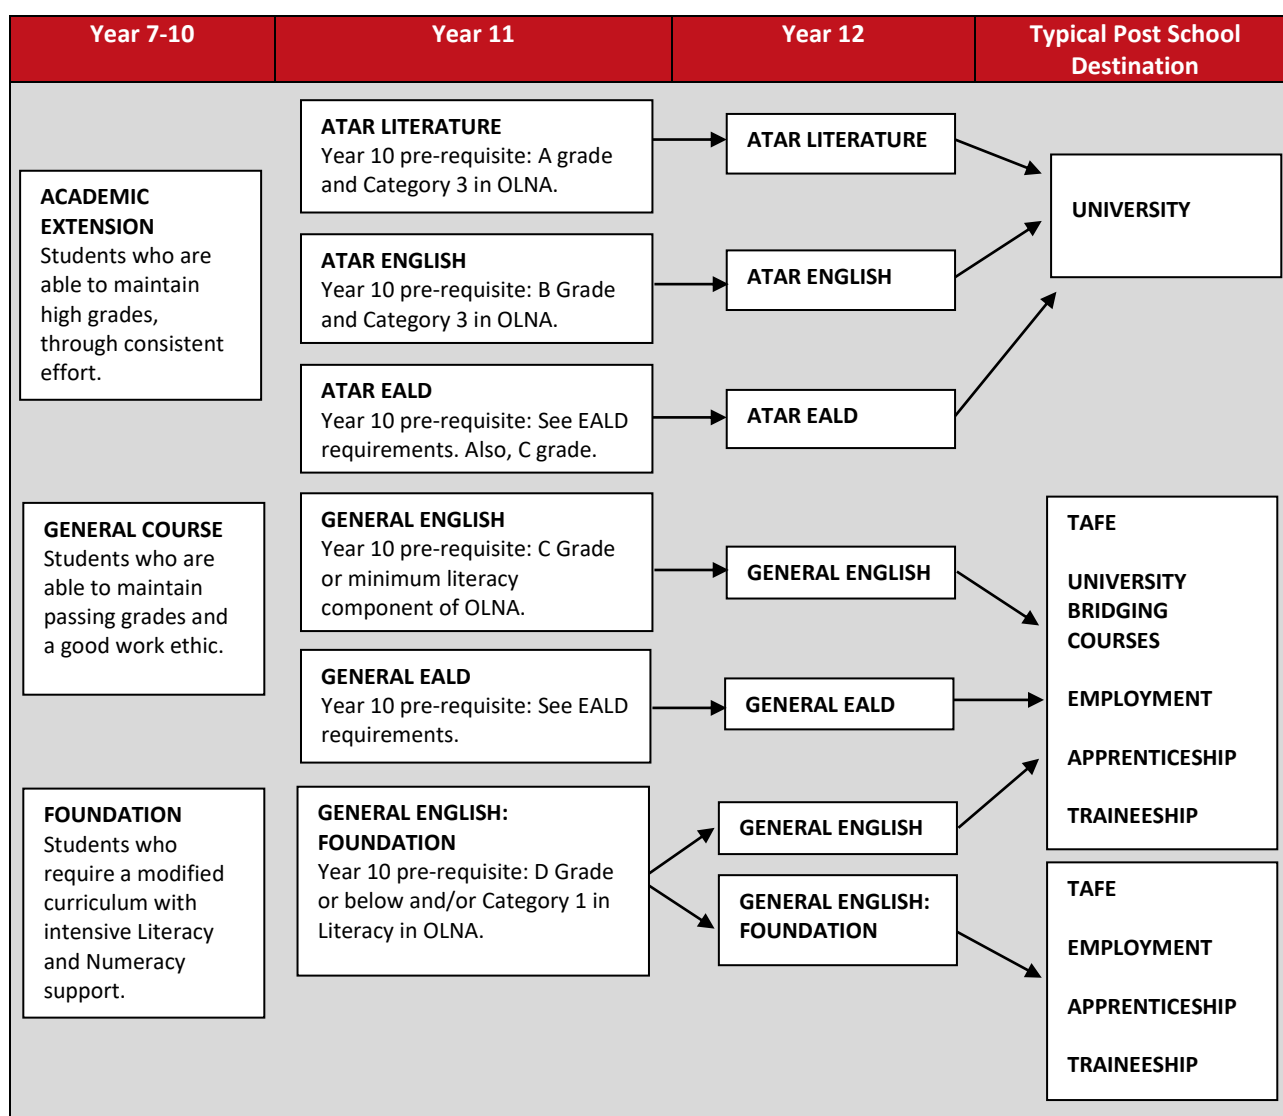 Year 7-10
Year 11
Year 12
Typical Post School
Destination
ACADEMIC
EXTENSION
Students who are
able to maintain
high grades,
through consistent
effort.
ATAR LITERATURE
Year 10 pre-requisite: A grade
and Category 3 in OLNA.
ATAR LITERATURE
UNIVERSITY
ATAR ENGLISH
Year 10 pre-requisite: B Grade
and Category 3 in OLNA.
ATAR ENGLISH
ATAR EALD
Year 10 pre-requisite: See EALD
requirements. Also, C grade.
ATAR EALD
GENERAL COURSE
Students who are
able to maintain
passing grades and
a good work ethic.
GENERAL ENGLISH
Year 10 pre-requisite: C Grade
or minimum literacy
component of OLNA.
GENERAL ENGLISH
TAFE
UNIVERSITY
BRIDGING
COURSES
EMPLOYMENT
APPRENTICESHIP
TRAINEESHIP
GENERAL EALD
Year 10 pre-requisite: See EALD
requirements.
GENERAL EALD
FOUNDATION
Students who
require a modified
curriculum with
intensive Literacy
and Numeracy
support.
GENERAL ENGLISH:
FOUNDATION
Year 10 pre-requisite: D Grade
or below and/or Category 1 in
Literacy in OLNA.
GENERAL ENGLISH
GENERAL ENGLISH:
FOUNDATION
TAFE
EMPLOYMENT
APPRENTICESHIP
TRAINEESHIP